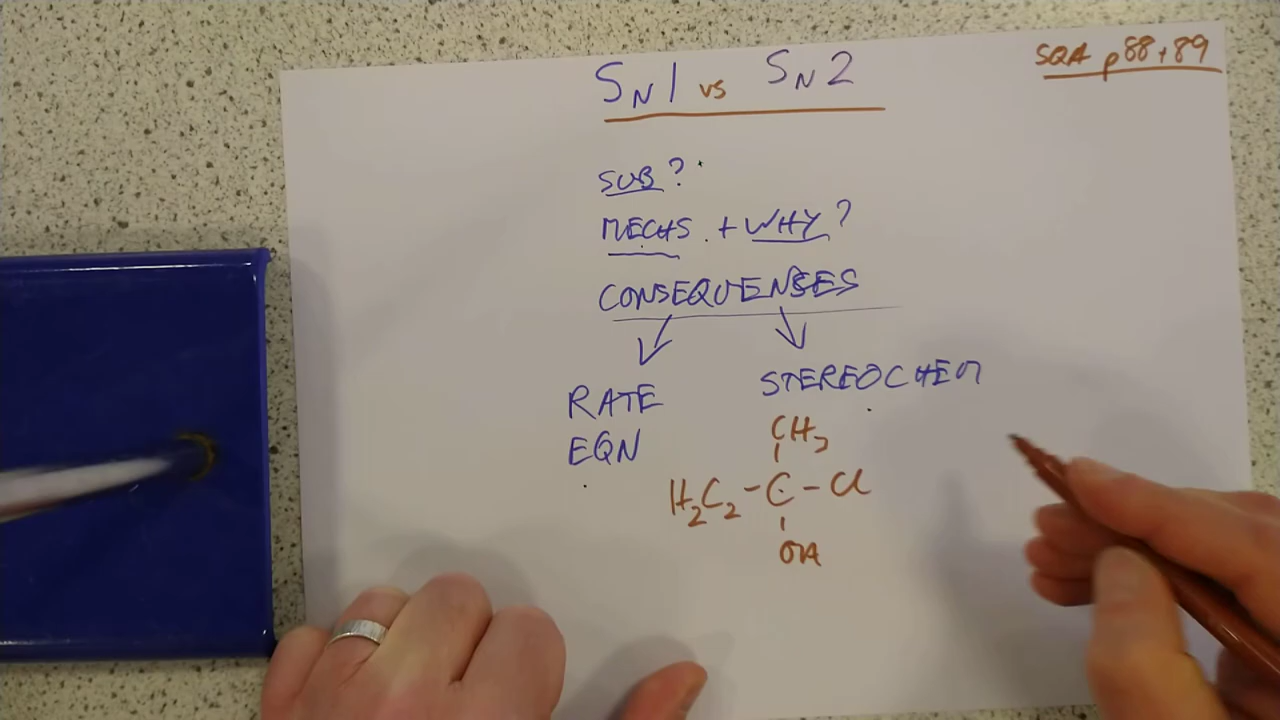 SN1 vs SN2
SQA p88+89
SUB?
MECHS + WHY?
CONSEQUENSES
RATE
EQN
STEREOCHEM
CH3
H2C2 - C - Cl
OH